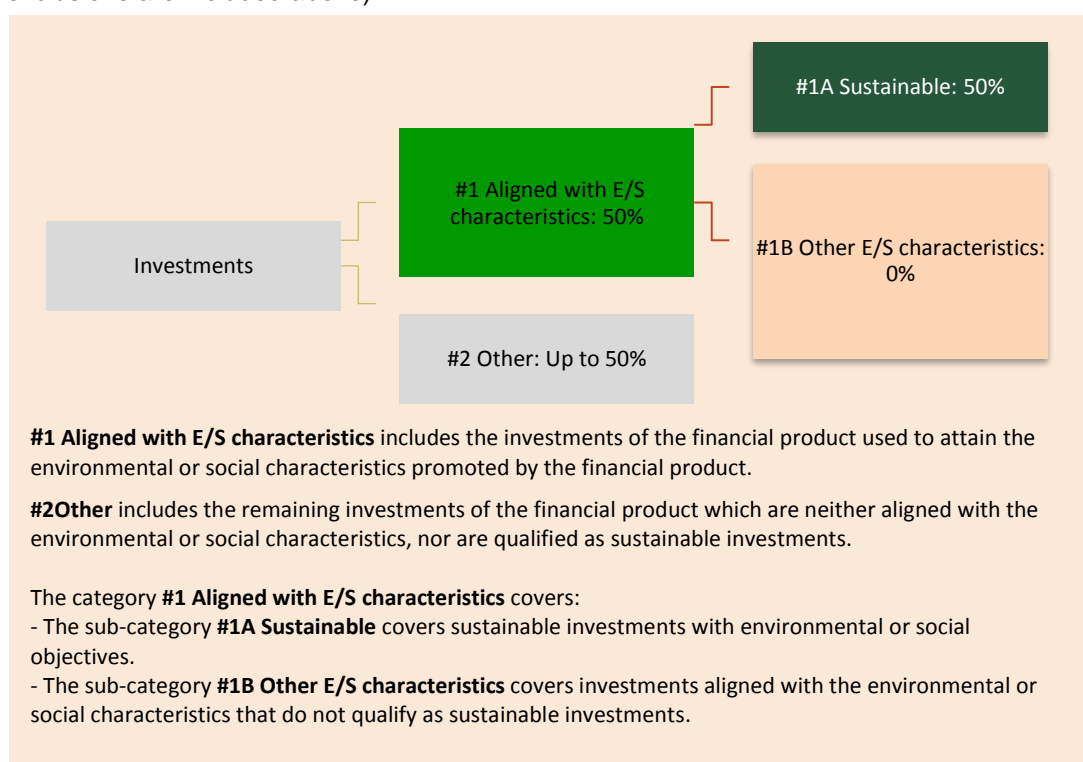 #1A Sustainable: 50%
#1 Aligned with E/S
characteristics: 50%
#1B Other E/S characteristics:
0%
Investments
#2 Other: Up to 50%
#1 Aligned with E/S characteristics includes the investments of the financial product used to attain the
environmental or social characteristics promoted by the financial product.
#2Other includes the remaining investments of the financial product which are neither aligned with the
environmental or social characteristics, nor are qualified as sustainable investments.
The category #1 Aligned with E/S characteristics covers:
- The sub-category #1A Sustainable covers sustainable investments with environmental or social
objectives.
- The sub-category #1B Other E/S characteristics covers investments aligned with the environmental or
social characteristics that do not qualify as sustainable investments.